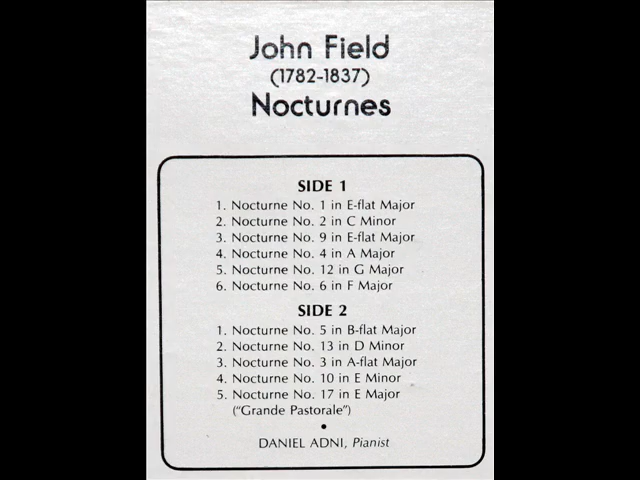 John Field
(1782-1837)
Nocturnes
SIDE 1
1. Nocturne No. 1 in E-flat Major
2. Nocturne No. 2 in C Minor
3. Nocturne No. 9 in E-flat Major
4. Nocturne No. 4 in A Major
5. Nocturne No. 12 in G Major
6. Nocturne No. 6 in F Major
SIDE 2
1. Nocturne No. 5 in B-flat Major
2. Nocturne No. 13 in D Minor
3. Nocturne No. 3 in A-flat Major
4. Nocturne No. 10 in E Minor
5. Nocturne No. 17 in E Major
("Grande Pastorale")
•
DANIEL ADNI, Pianist